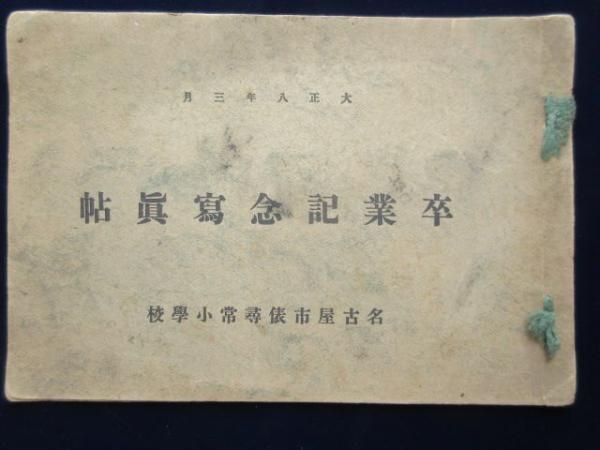 大正八年三月
卒業記念寫眞帖
名古屋市俵尋常小學校